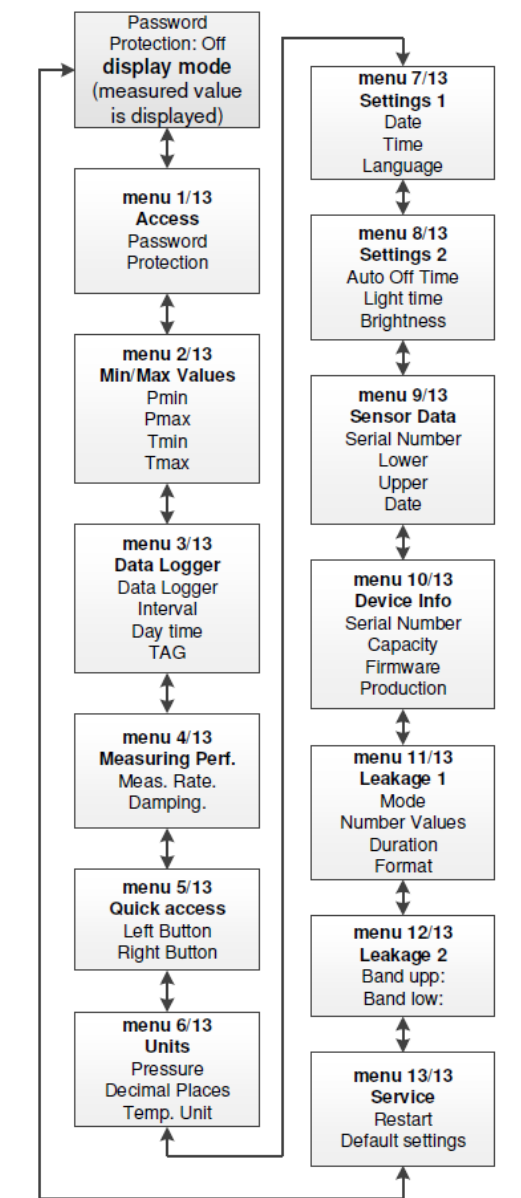 Password
Protection: Off
display mode
(measured value
is displayed)
menu 1/13
Access
Password
Protection
menu 2/13
Min/Max Values
Pmin
Pmax
Tmin
Tmax
menu 3/13
Data Logger
Data Logger
Interval
Day time
TAG
menu 4/13
Measuring Perf.
Meas. Rate.
Damping.
menu 5/13
Quick access
Left Button
Right Button
menu 6/13
Units
Pressure
Decimal Places
Temp. Unit
menu 7/13
Settings 1
Date
Time
Language
menu 8/13
Settings 2
Auto Off Time
Light time
Brightness
menu 9/13
Sensor Data
Serial Number
Lower
Upper
Date
menu 10/13
Device Info
Serial Number
Capacity
Firmware
Production
menu 11/13
Leakage 1
Mode
Number Values
Duration
Format
menu 12/13
Leakage 2
Band upp:
Band low:
menu 13/13
Service
Restart
Default settings